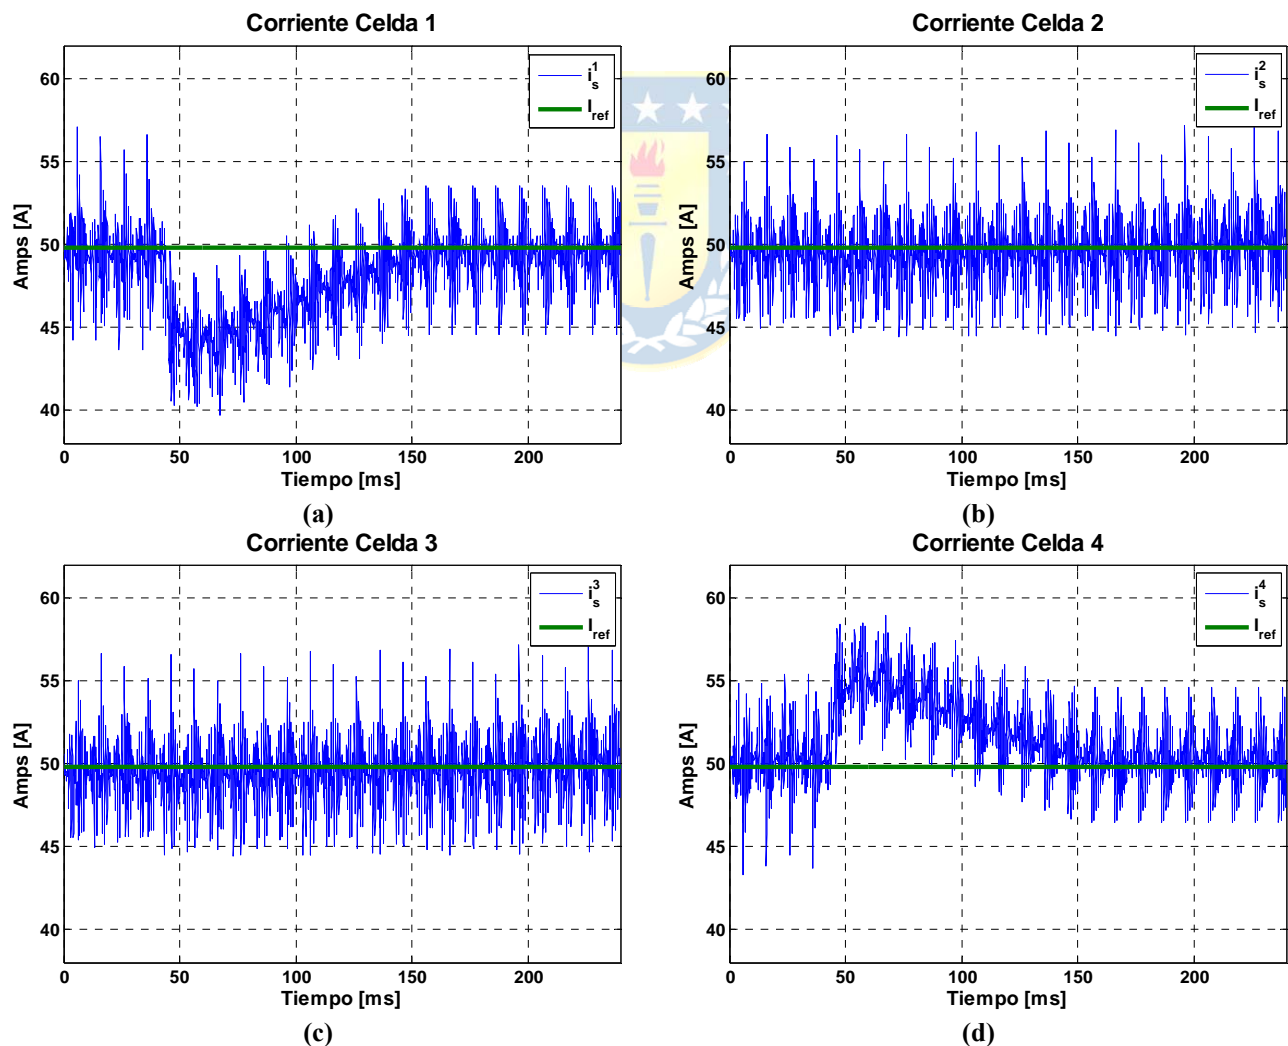 Corriente Celda 1
Corriente Celda 2
60
55
50
45
40
Amps [A]
i_s^1
I_ref
0 50 100 150 200
Tiempo [ms]
(a)
60
55
50
45
40
Amps [A]
i_s^2
I_ref
0 50 100 150 200
Tiempo [ms]
(b)
Corriente Celda 3
Corriente Celda 4
60
55
50
45
40
Amps [A]
i_s^3
I_ref
0 50 100 150 200
Tiempo [ms]
(c)
60
55
50
45
40
Amps [A]
i_s^4
I_ref
0 50 100 150 200
Tiempo [ms]
(d)